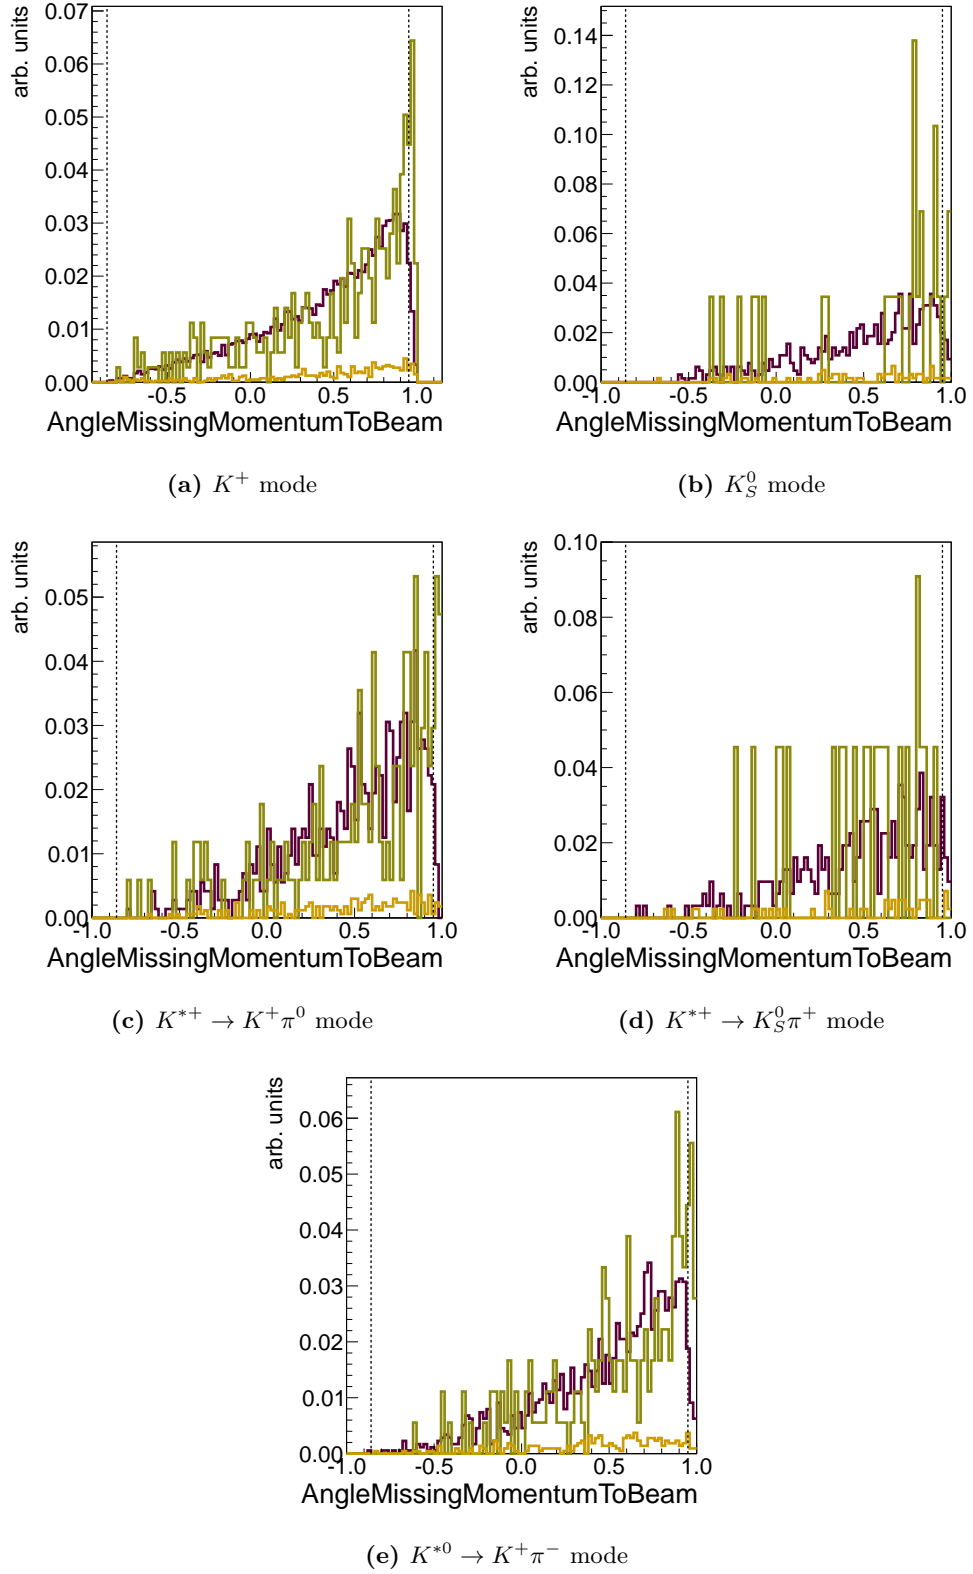 arb. units
0.07
0.06
0.05
0.04
0.03
0.02
0.01
0.00
-0.5 0.0 0.5 1.0
AngleMissingMomentumToBeam
(a) K⁺ mode
arb. units
0.14
0.12
0.10
0.08
0.06
0.04
0.02
0.00
-1.0 -0.5 0.0 0.5 1.0
AngleMissingMomentumToBeam
(b) K_S^0 mode
arb. units
0.05
0.04
0.03
0.02
0.01
0.00
-1.0 -0.5 0.0 0.5 1.0
AngleMissingMomentumToBeam
(c) K*⁺ → K⁺π⁰ mode
arb. units
0.10
0.08
0.06
0.04
0.02
0.00
-1.0 -0.5 0.0 0.5 1.0
AngleMissingMomentumToBeam
(d) K*⁺ → K_S^0π⁺ mode
arb. units
0.06
0.05
0.04
0.03
0.02
0.01
0.00
-1.0 -0.5 0.0 0.5 1.0
AngleMissingMomentumToBeam
(e) K*⁰ → K⁺π⁻ mode